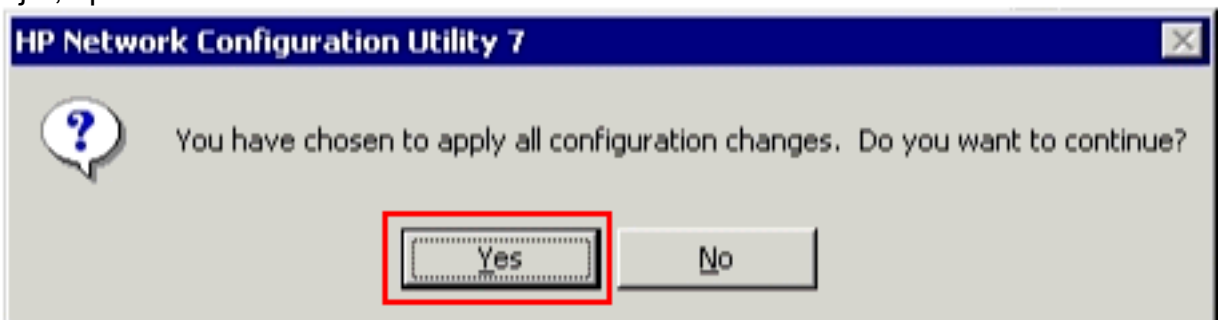 HP Network Configuration Utility 7
You have chosen to apply all configuration changes. Do you want to continue?
Yes
No